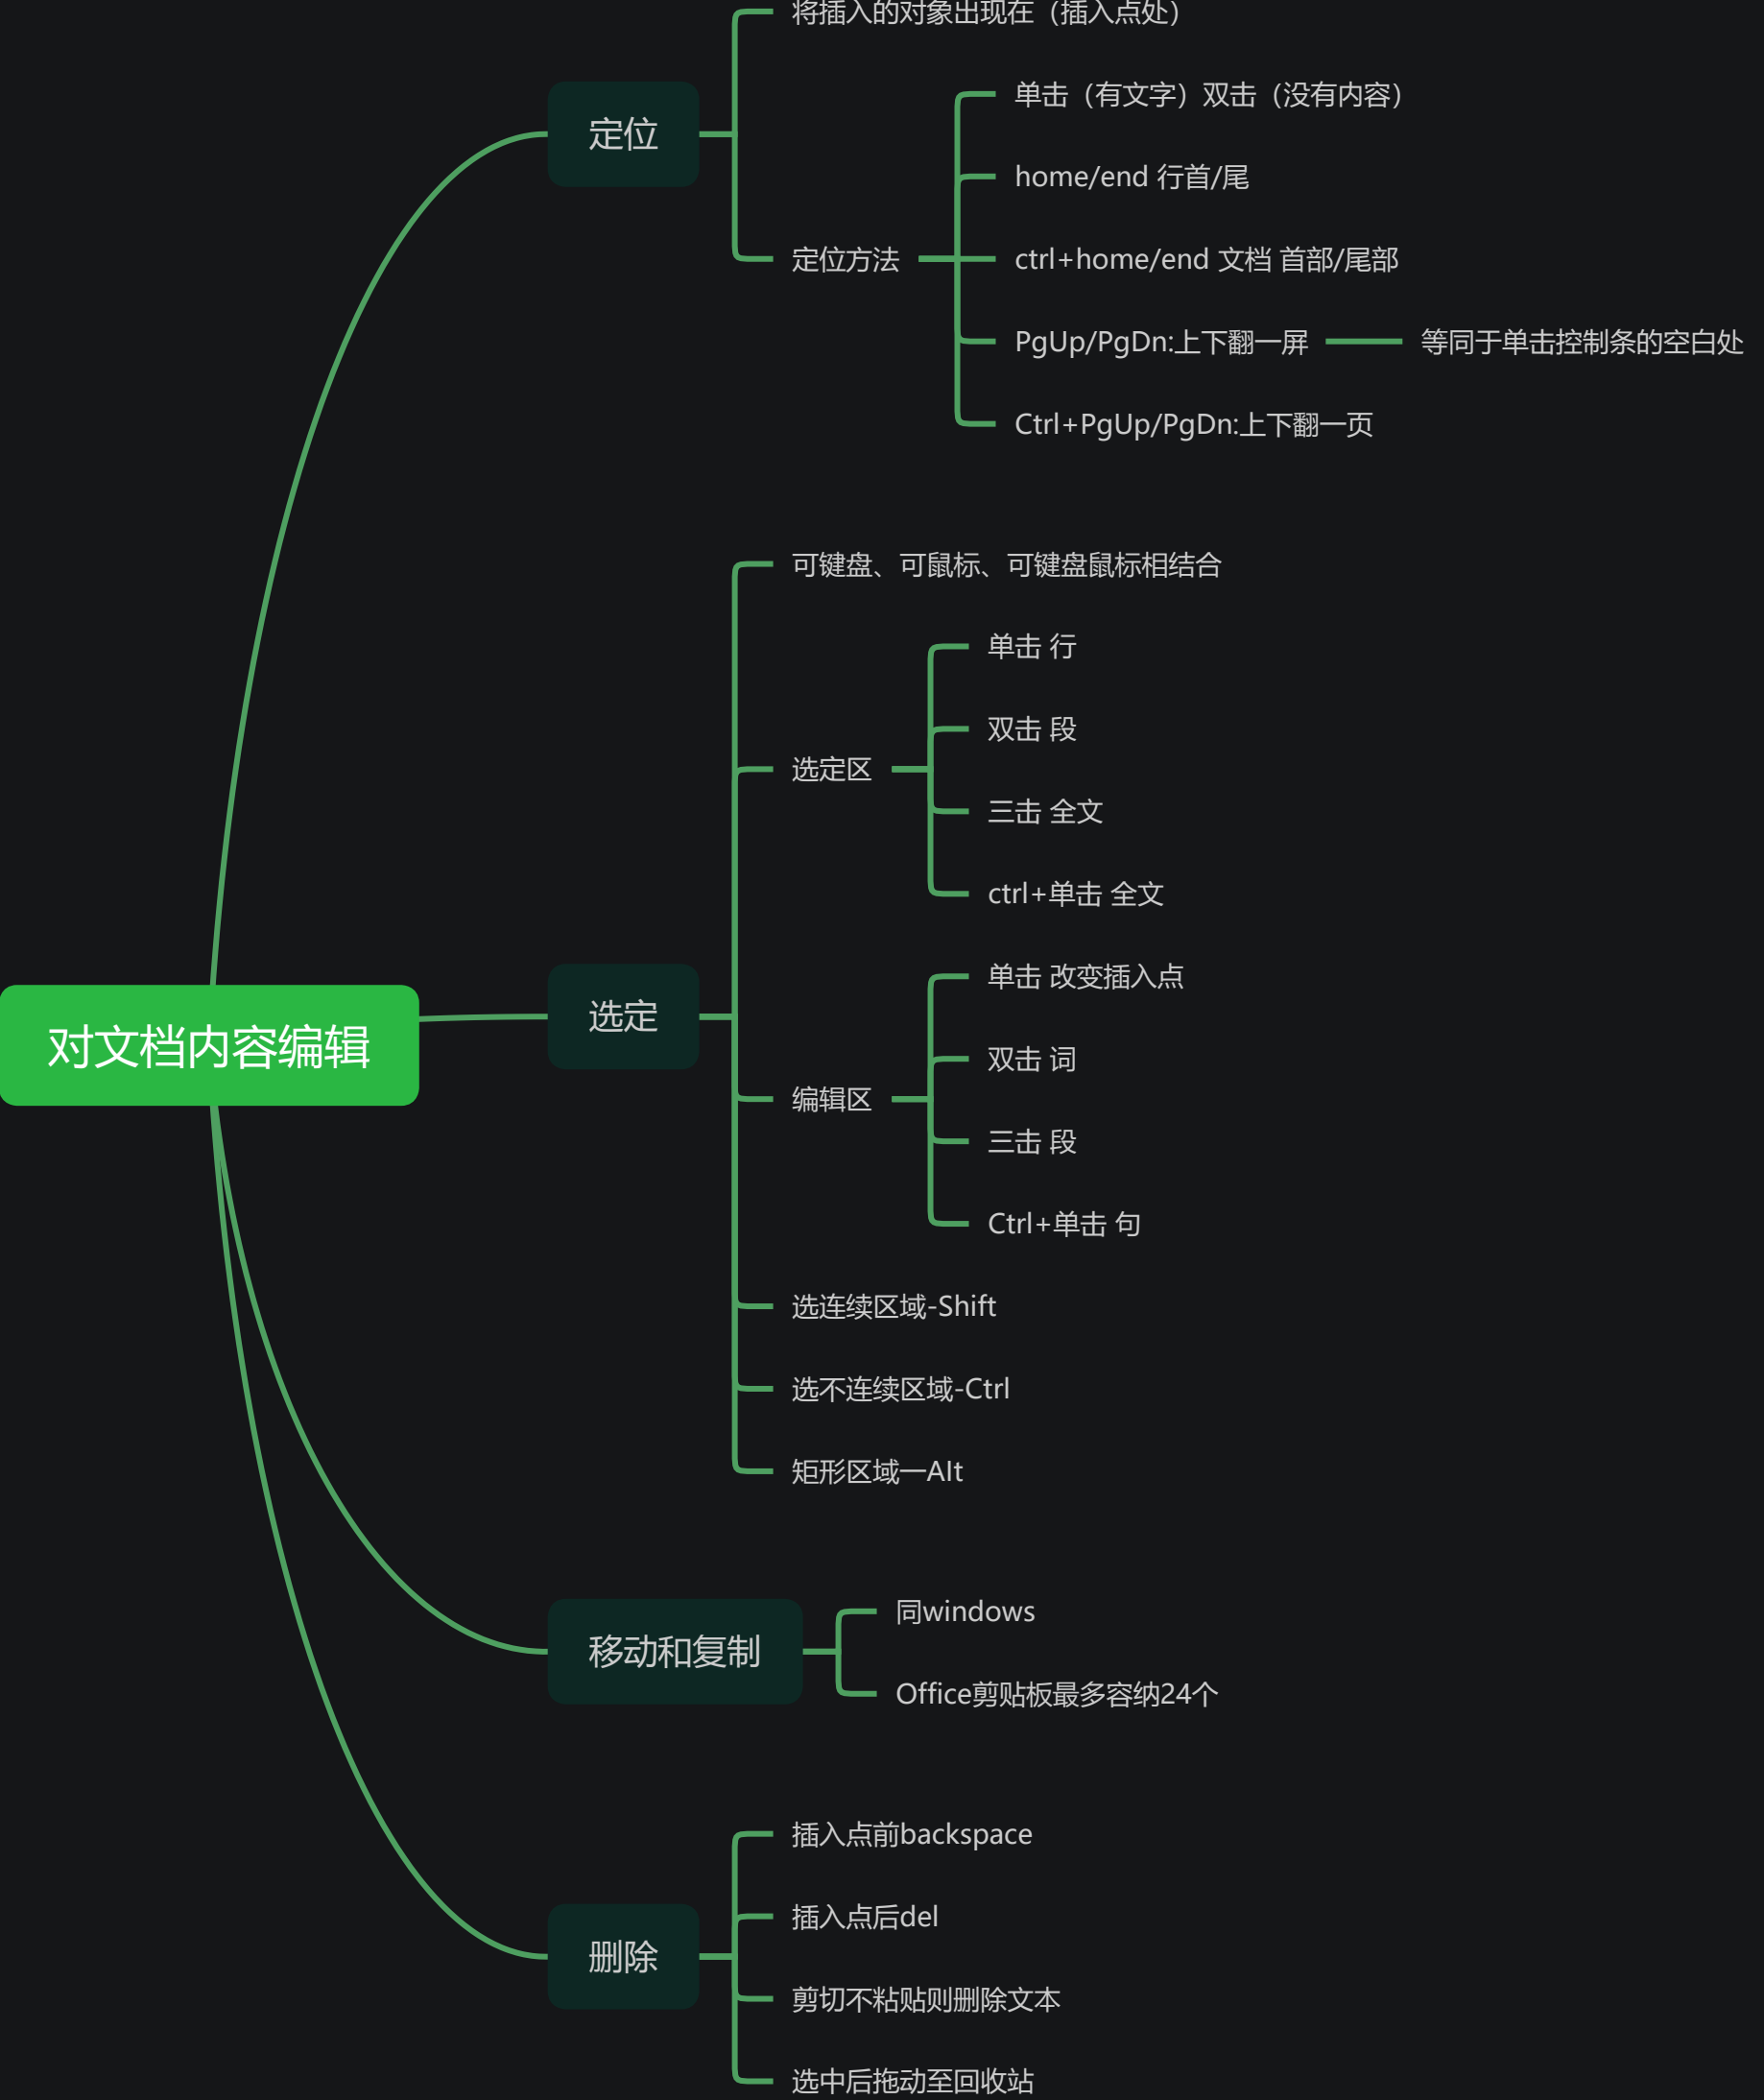 对文档内容编辑
定位
将插入的对象出现在（插入点处）
定位方法
单击（有文字）双击（没有内容）
home/end 行首/尾
ctrl+home/end 文档 首部/尾部
PgUp/PgDn:上下翻一屏
等同于单击控制条的空白处
Ctrl+PgUp/PgDn:上下翻一页
选定
可键盘、可鼠标、可键盘鼠标相结合
选定区
单击 行
双击 段
三击 全文
ctrl+单击 全文
编辑区
单击 改变插入点
双击 词
三击 段
Ctrl+单击 句
选连续区域-Shift
选不连续区域-Ctrl
矩形区域一Alt
移动和复制
同windows
Office剪贴板最多容纳24个
删除
插入点前backspace
插入点后del
剪切不粘贴则删除文本
选中后拖动至回收站